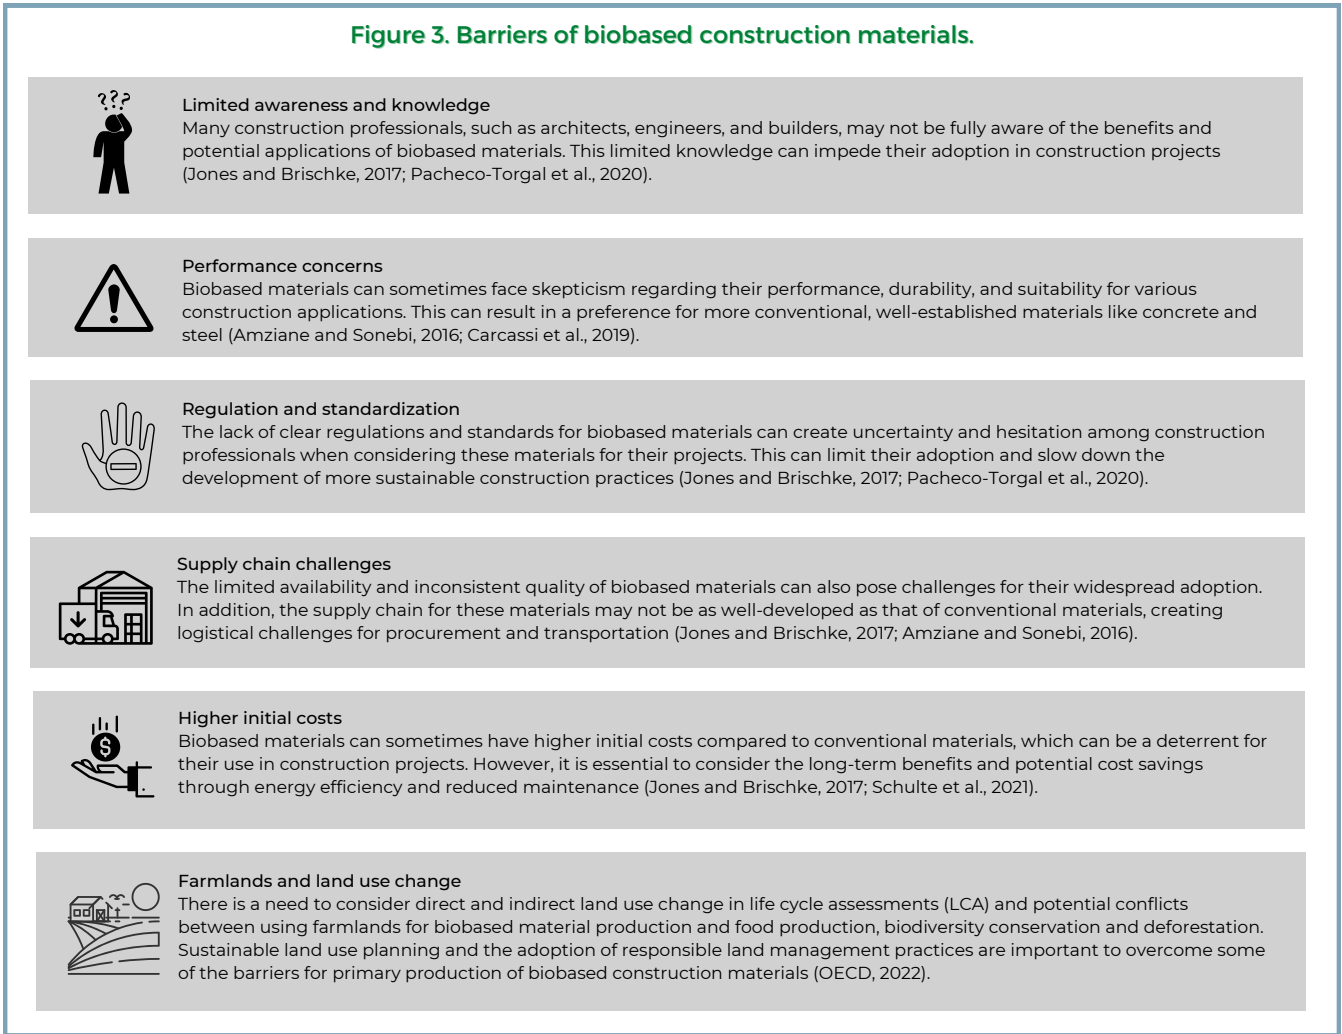 Figure 3. Barriers of biobased construction materials.
???
Limited awareness and knowledge
Many construction professionals, such as architects, engineers, and builders, may not be fully aware of the benefits and
potential applications of biobased materials. This limited knowledge can impede their adoption in construction projects
(Jones and Brischke, 2017; Pacheco-Torgal et al., 2020).
!
Performance concerns
Biobased materials can sometimes face skepticism regarding their performance, durability, and suitability for various
construction applications. This can result in a preference for more conventional, well-established materials like concrete and
steel (Amziane and Sonebi, 2016; Carcassi et al., 2019).
Regulation and standardization
The lack of clear regulations and standards for biobased materials can create uncertainty and hesitation among construction
professionals when considering these materials for their projects. This can limit their adoption and slow down the
development of more sustainable construction practices (Jones and Brischke, 2017; Pacheco-Torgal et al., 2020).
Supply chain challenges
The limited availability and inconsistent quality of biobased materials can also pose challenges for their widespread adoption.
In addition, the supply chain for these materials may not be as well-developed as that of conventional materials, creating
logistical challenges for procurement and transportation (Jones and Brischke, 2017; Amziane and Sonebi, 2016).
$
Higher initial costs
Biobased materials can sometimes have higher initial costs compared to conventional materials, which can be a deterrent for
their use in construction projects. However, it is essential to consider the long-term benefits and potential cost savings
through energy efficiency and reduced maintenance (Jones and Brischke, 2017; Schulte et al., 2021).
Farmlands and land use change
There is a need to consider direct and indirect land use change in life cycle assessments (LCA) and potential conflicts
between using farmlands for biobased material production and food production, biodiversity conservation and deforestation.
Sustainable land use planning and the adoption of responsible land management practices are important to overcome some
of the barriers for primary production of biobased construction materials (OECD, 2022).